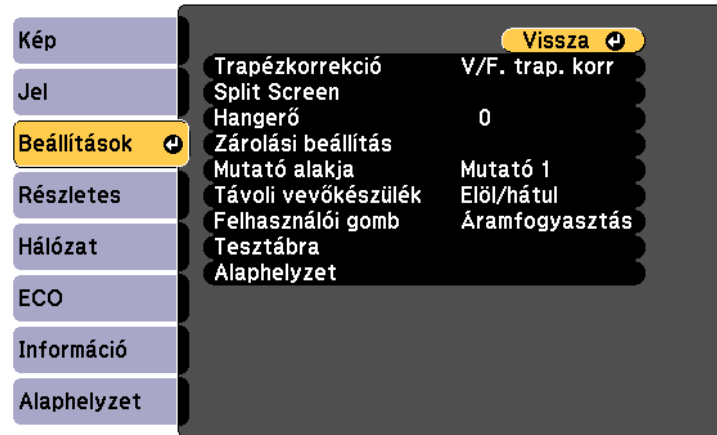 Kép
Jel
Beállítások
Részletes
Hálózat
ECO
Információ
Alaphelyzet
Vissza
Trapézkorrekció V/F. trap. korr
Split Screen
Hangerő 0
Zárolási beállítás
Mutató alakja Mutató 1
Távoli vevőkészülék Elöl/hátul
Felhasználói gomb Áramfogyasztás
Tesztábra
Alaphelyzet